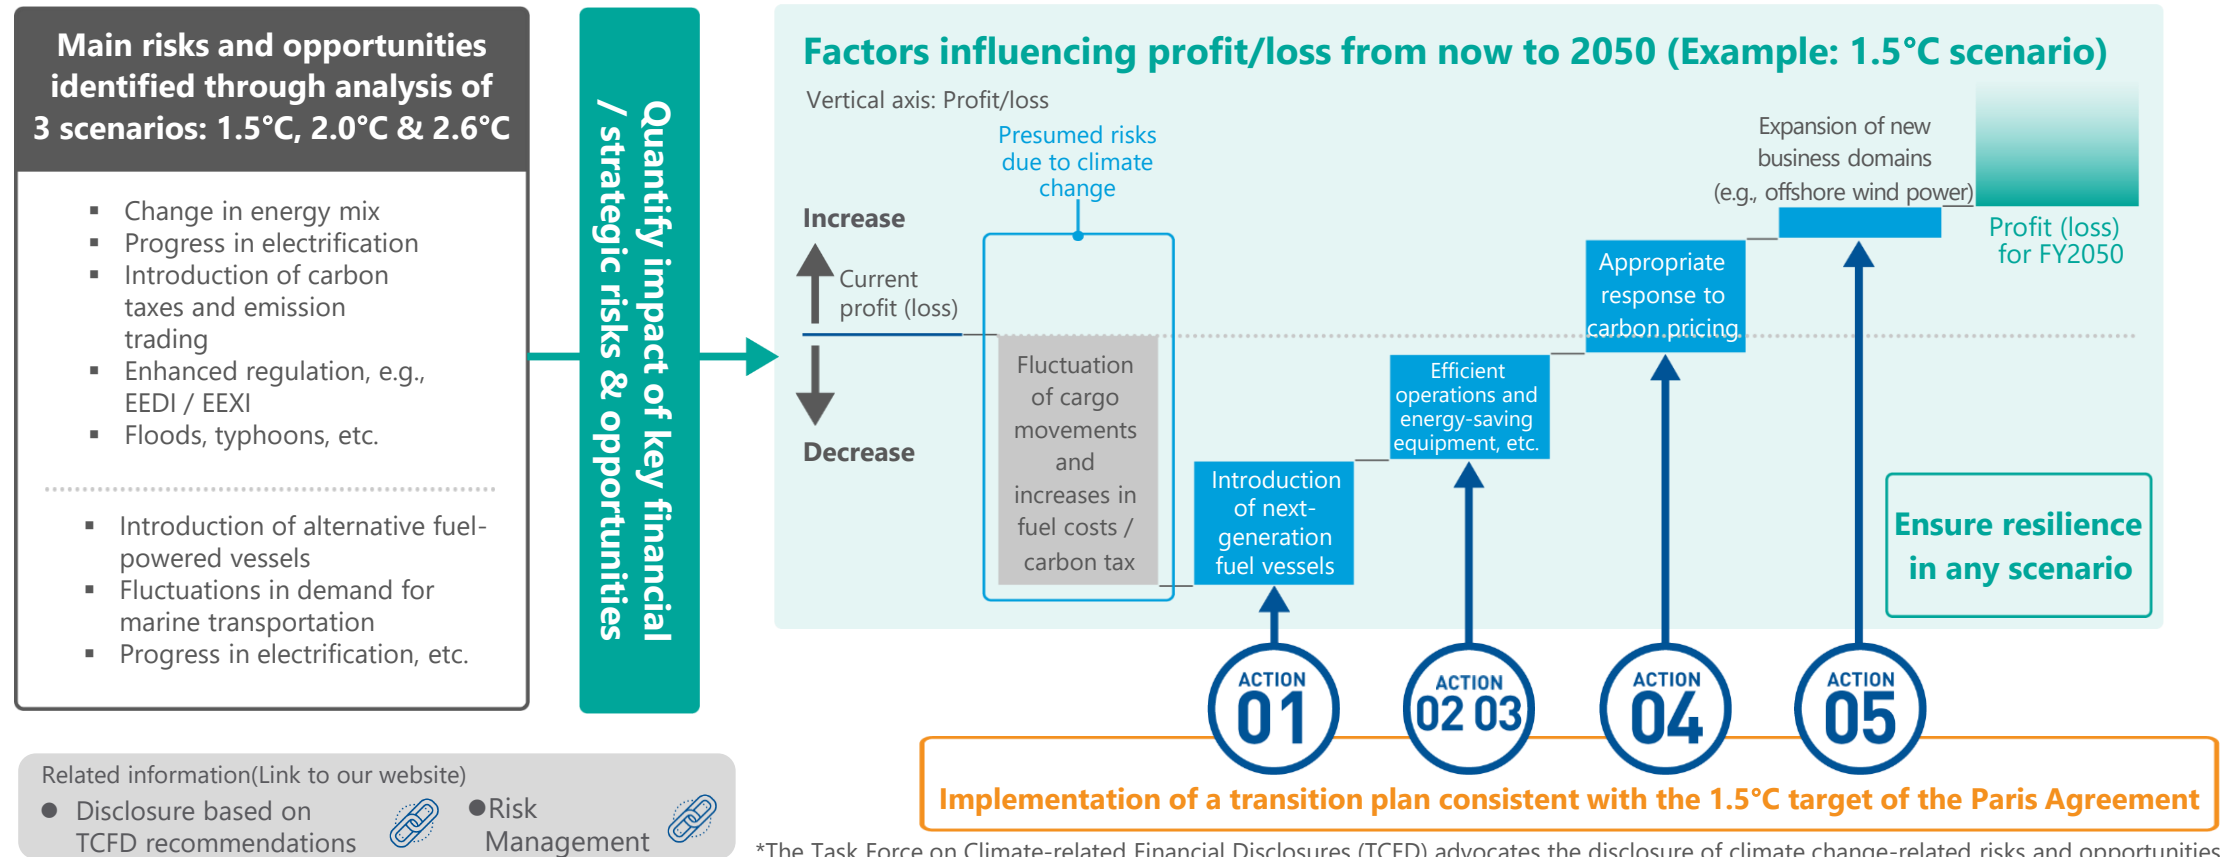 Main risks and opportunities
identified through analysis of
3 scenarios: 1.5°C, 2.0°C & 2.6°C
▪ Change in energy mix
▪ Progress in electrification
▪ Introduction of carbon
taxes and emission
trading
▪ Enhanced regulation, e.g.,
EEDI / EEXI
▪ Floods, typhoons, etc.
▪ Introduction of alternative fuel-
powered vessels
▪ Fluctuations in demand for
marine transportation
▪ Progress in electrification, etc.
Quantify impact of key financial
/ strategic risks & opportunities
Factors influencing profit/loss from now to 2050 (Example: 1.5°C scenario)
Vertical axis: Profit/loss
Presumed risks
due to climate
change
Increase
Current
profit (loss)
Decrease
Fluctuation
of cargo
movements
and
increases in
fuel costs /
carbon tax
Introduction
of next-
generation
fuel vessels
Efficient
operations and
energy-saving
equipment, etc.
Appropriate
response to
carbon pricing
Expansion of new
business domains
(e.g., offshore wind power)
Profit (loss)
for FY2050
Ensure resilience
in any scenario
ACTION
01
ACTION
02 03
ACTION
04
ACTION
05
Implementation of a transition plan consistent with the 1.5°C target of the Paris Agreement
Related information(Link to our website)
● Disclosure based on
TCFD recommendations
●Risk
Management
*The Task Force on Climate-related Financial Disclosures (TCFD) advocates the disclosure of climate change-related risks and opportunities